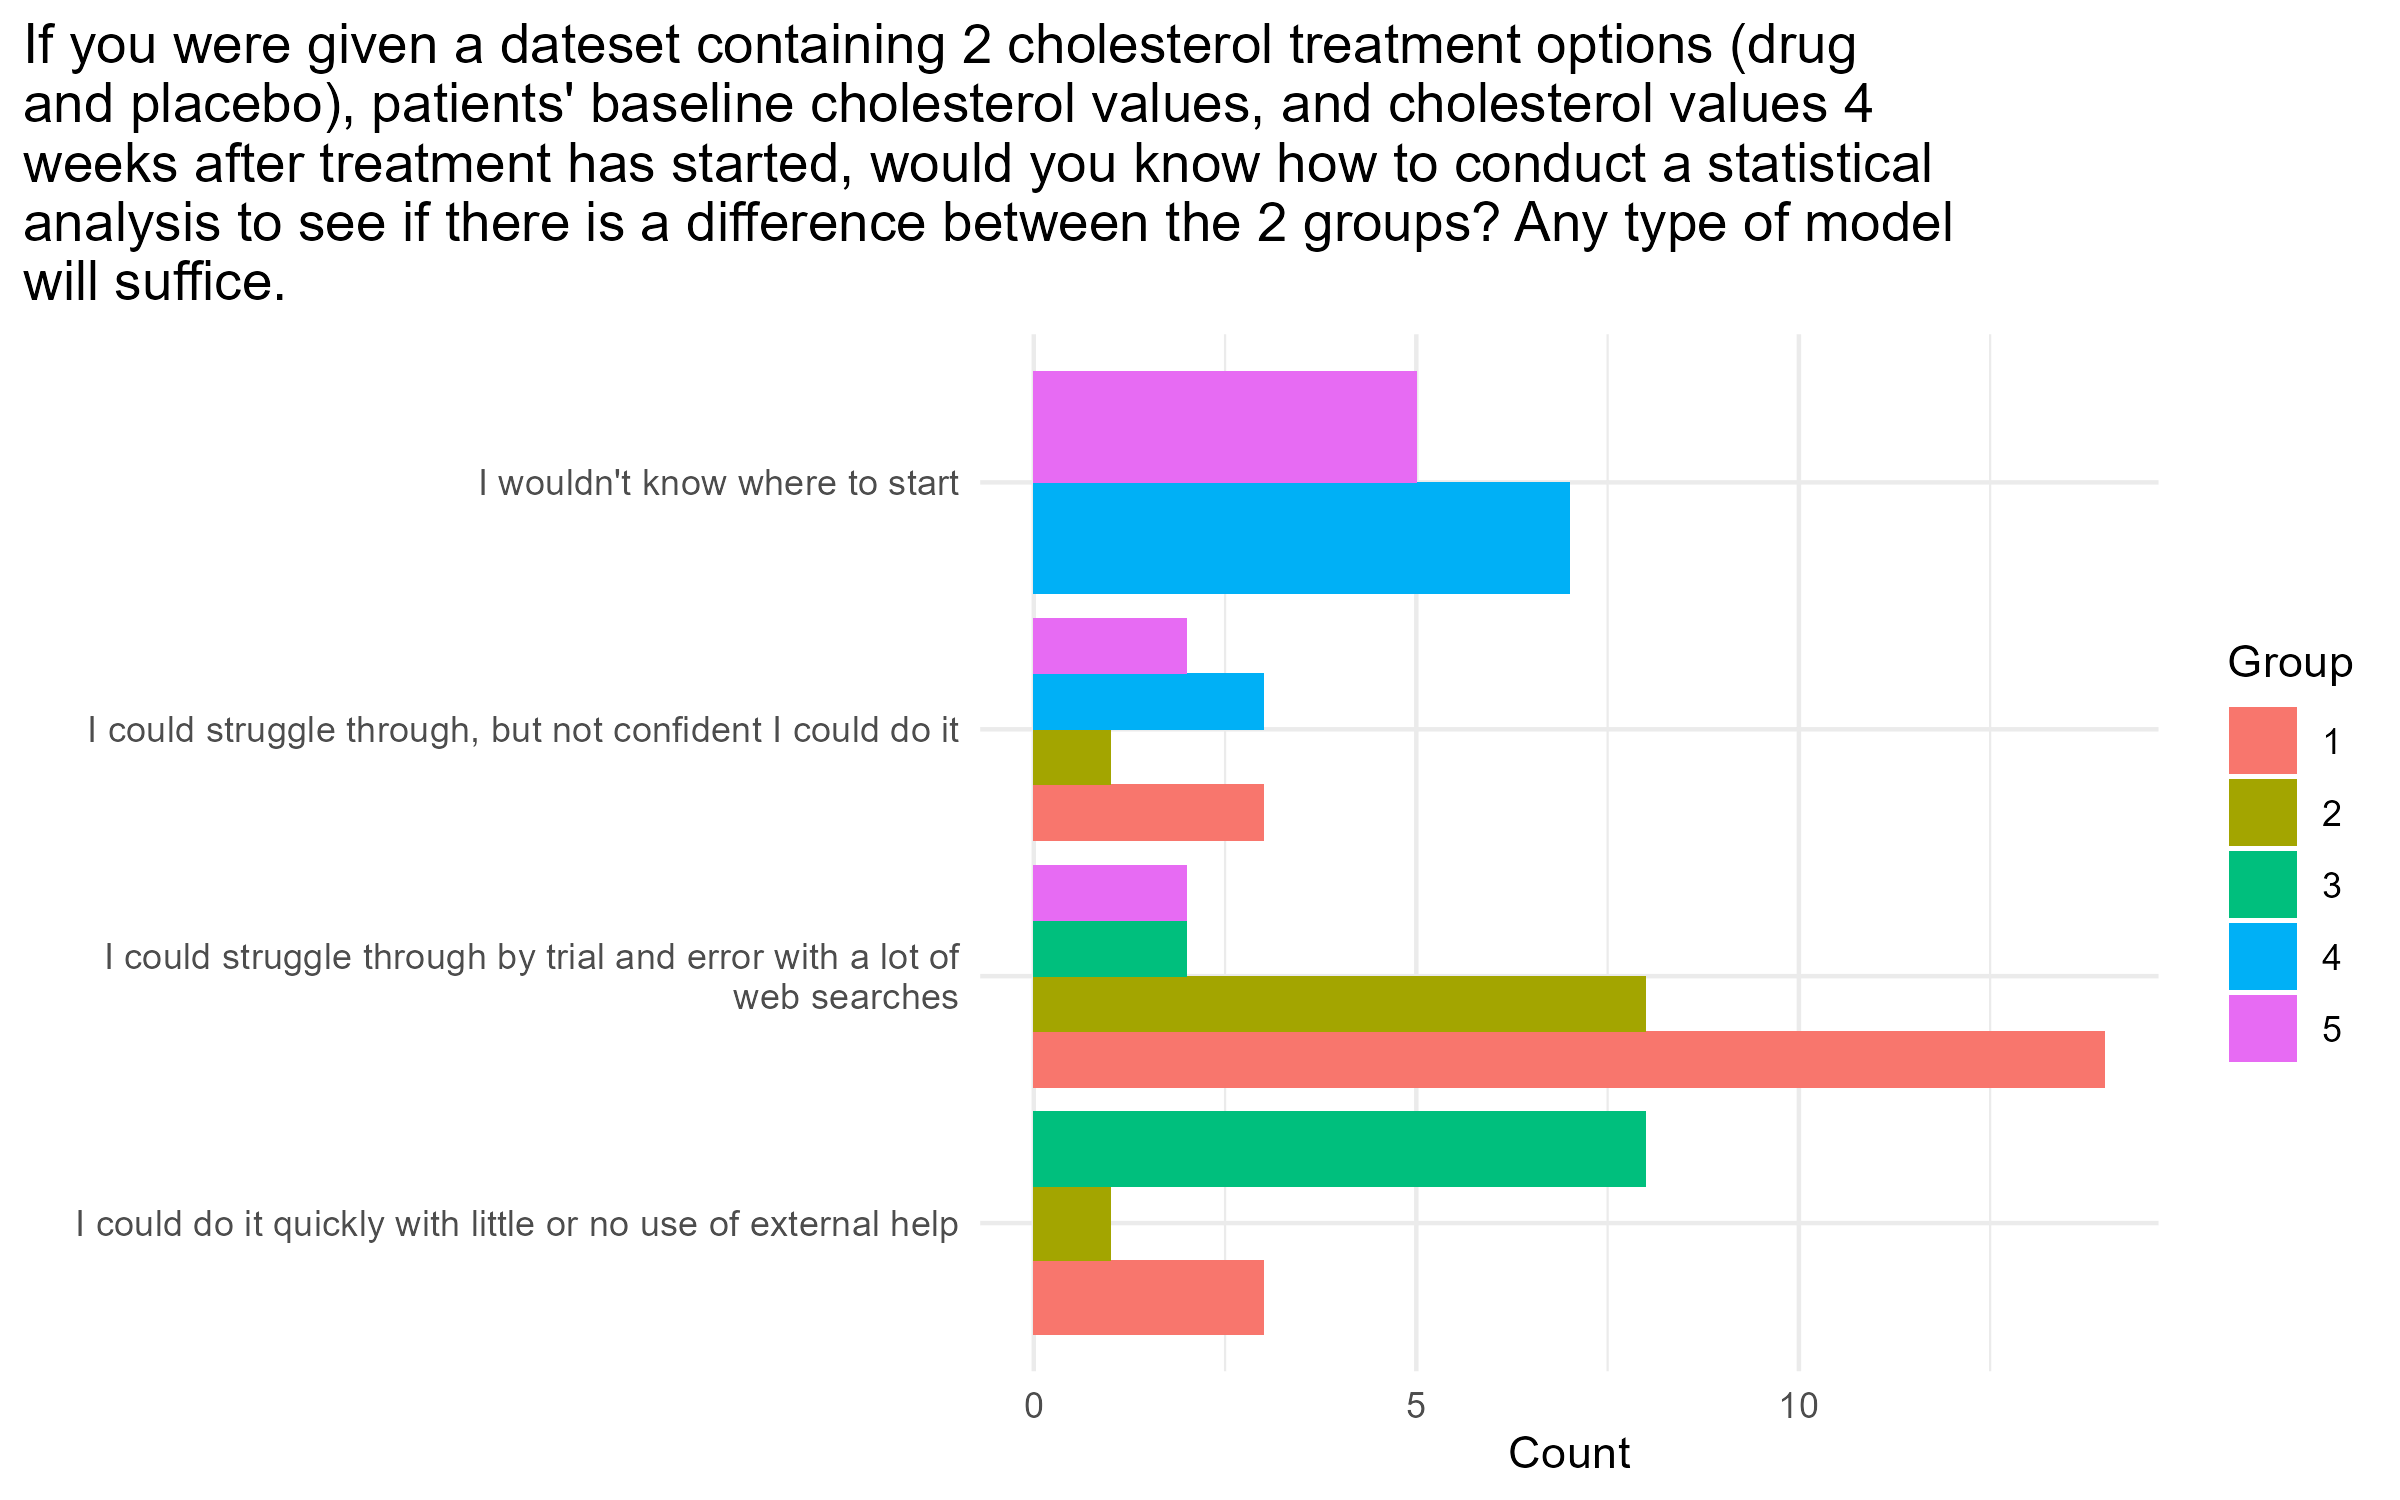 If you were given a dateset containing 2 cholesterol treatment options (drug
and placebo), patients' baseline cholesterol values, and cholesterol values 4
weeks after treatment has started, would you know how to conduct a statistical
analysis to see if there is a difference between the 2 groups? Any type of model
will suffice.
I wouldn't know where to start
I could struggle through, but not confident I could do it
I could struggle through by trial and error with a lot of
web searches
I could do it quickly with little or no use of external help
0 5 10
Count
Group
1
2
3
4
5